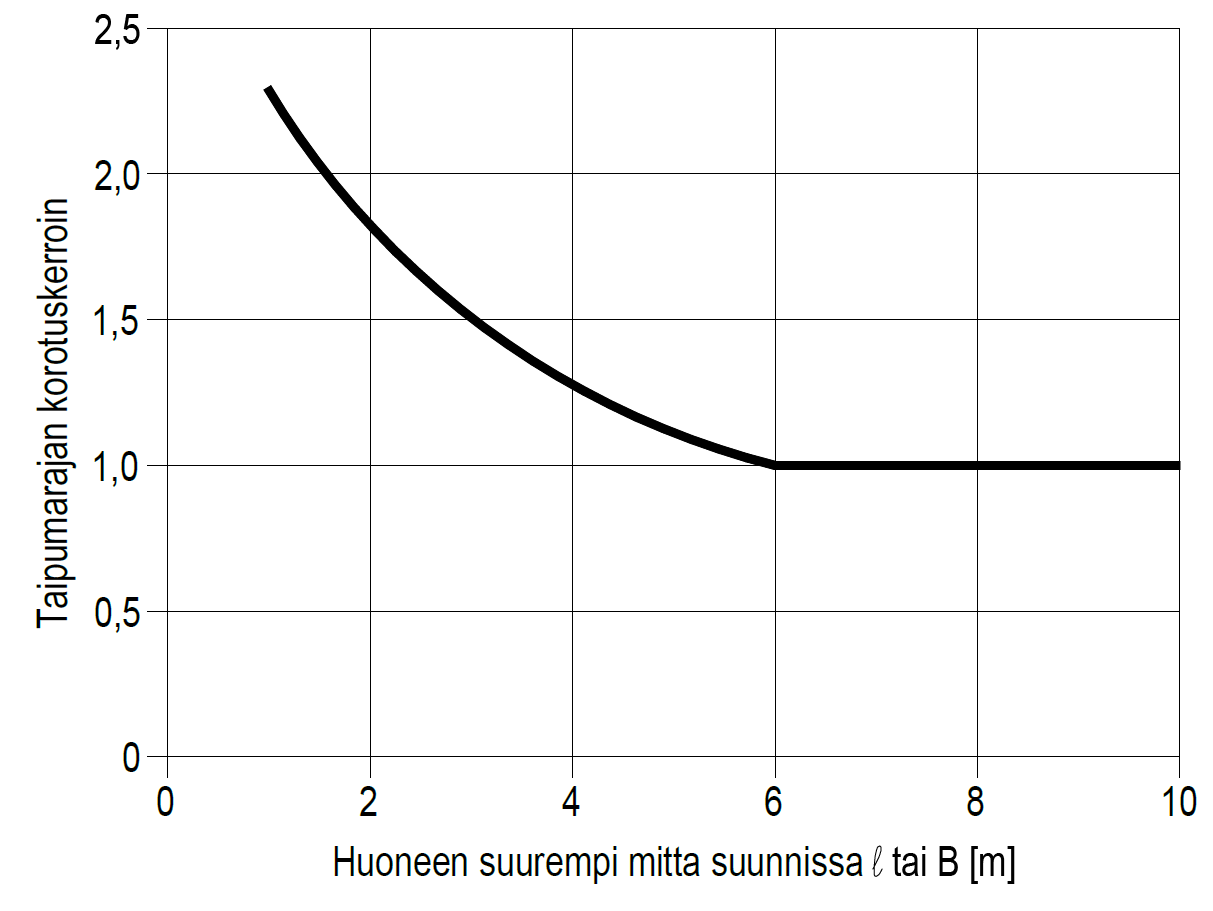 2,5
2,0
1,5
1,0
0,5
0
Taipumarajan korotuskerroin
0 2 4 6 8 10
Huoneen suurempi mitta suunnissa ℓ tai B [m]